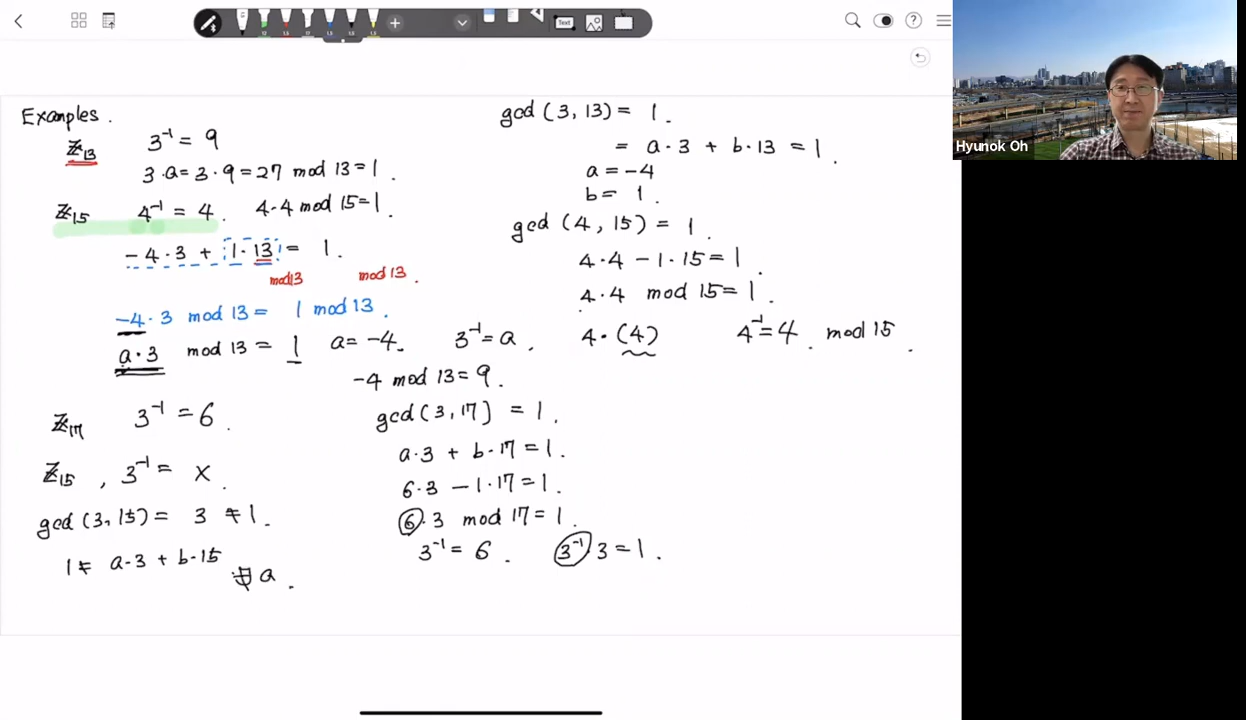 Text
Hyunok Oh
Examples.
ℤ13 3⁻¹ = 9
3·a = 3·9 = 27 mod 13 = 1.
ℤ15 4⁻¹ = 4. 4·4 mod 15 = 1.
-4·3 + 1·13 = 1.
mod 13 mod 13.
-4·3 mod 13 = 1 mod 13.
a·3 mod 13 = 1 a = -4. 3⁻¹ = a.
-4 mod 13 = 9.
ℤ17 3⁻¹ = 6.
ℤ15, 3⁻¹ = x.
gcd(3, 15) = 3 ≠ 1.
1 ≠ a·3 + b·15
∄ a.
gcd(3, 17) = 1.
a·3 + b·17 = 1.
6·3 - 1·17 = 1.
6·3 mod 17 = 1.
3⁻¹ = 6. 3⁻¹·3 = 1.
gcd(3, 13) = 1.
= a·3 + b·13 = 1.
a = -4
b = 1.
gcd(4, 15) = 1.
4·4 - 1·15 = 1.
4·4 mod 15 = 1.
4·(4) 4⁻¹ = 4. mod 15.